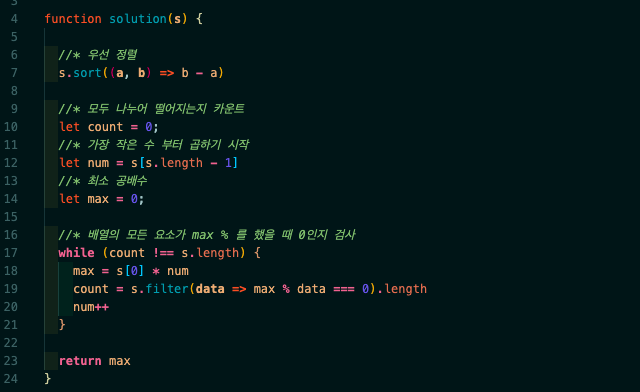 3
4 function solution(s) {
5
6 //* 우선 정렬
7 s.sort((a, b) => b - a)
8
9 //* 모두 나누어 떨어지는지 카운트
10 let count = 0;
11 //* 가장 작은 수 부터 곱하기 시작
12 let num = s[s.length - 1]
13 //* 최소 공배수
14 let max = 0;
15
16 //* 배열의 모든 요소가 max % 를 했을 때 0인지 검사
17 while (count !== s.length) {
18 max = s[0] * num
19 count = s.filter(data => max % data === 0).length
20 num++
21 }
22
23 return max
24 }